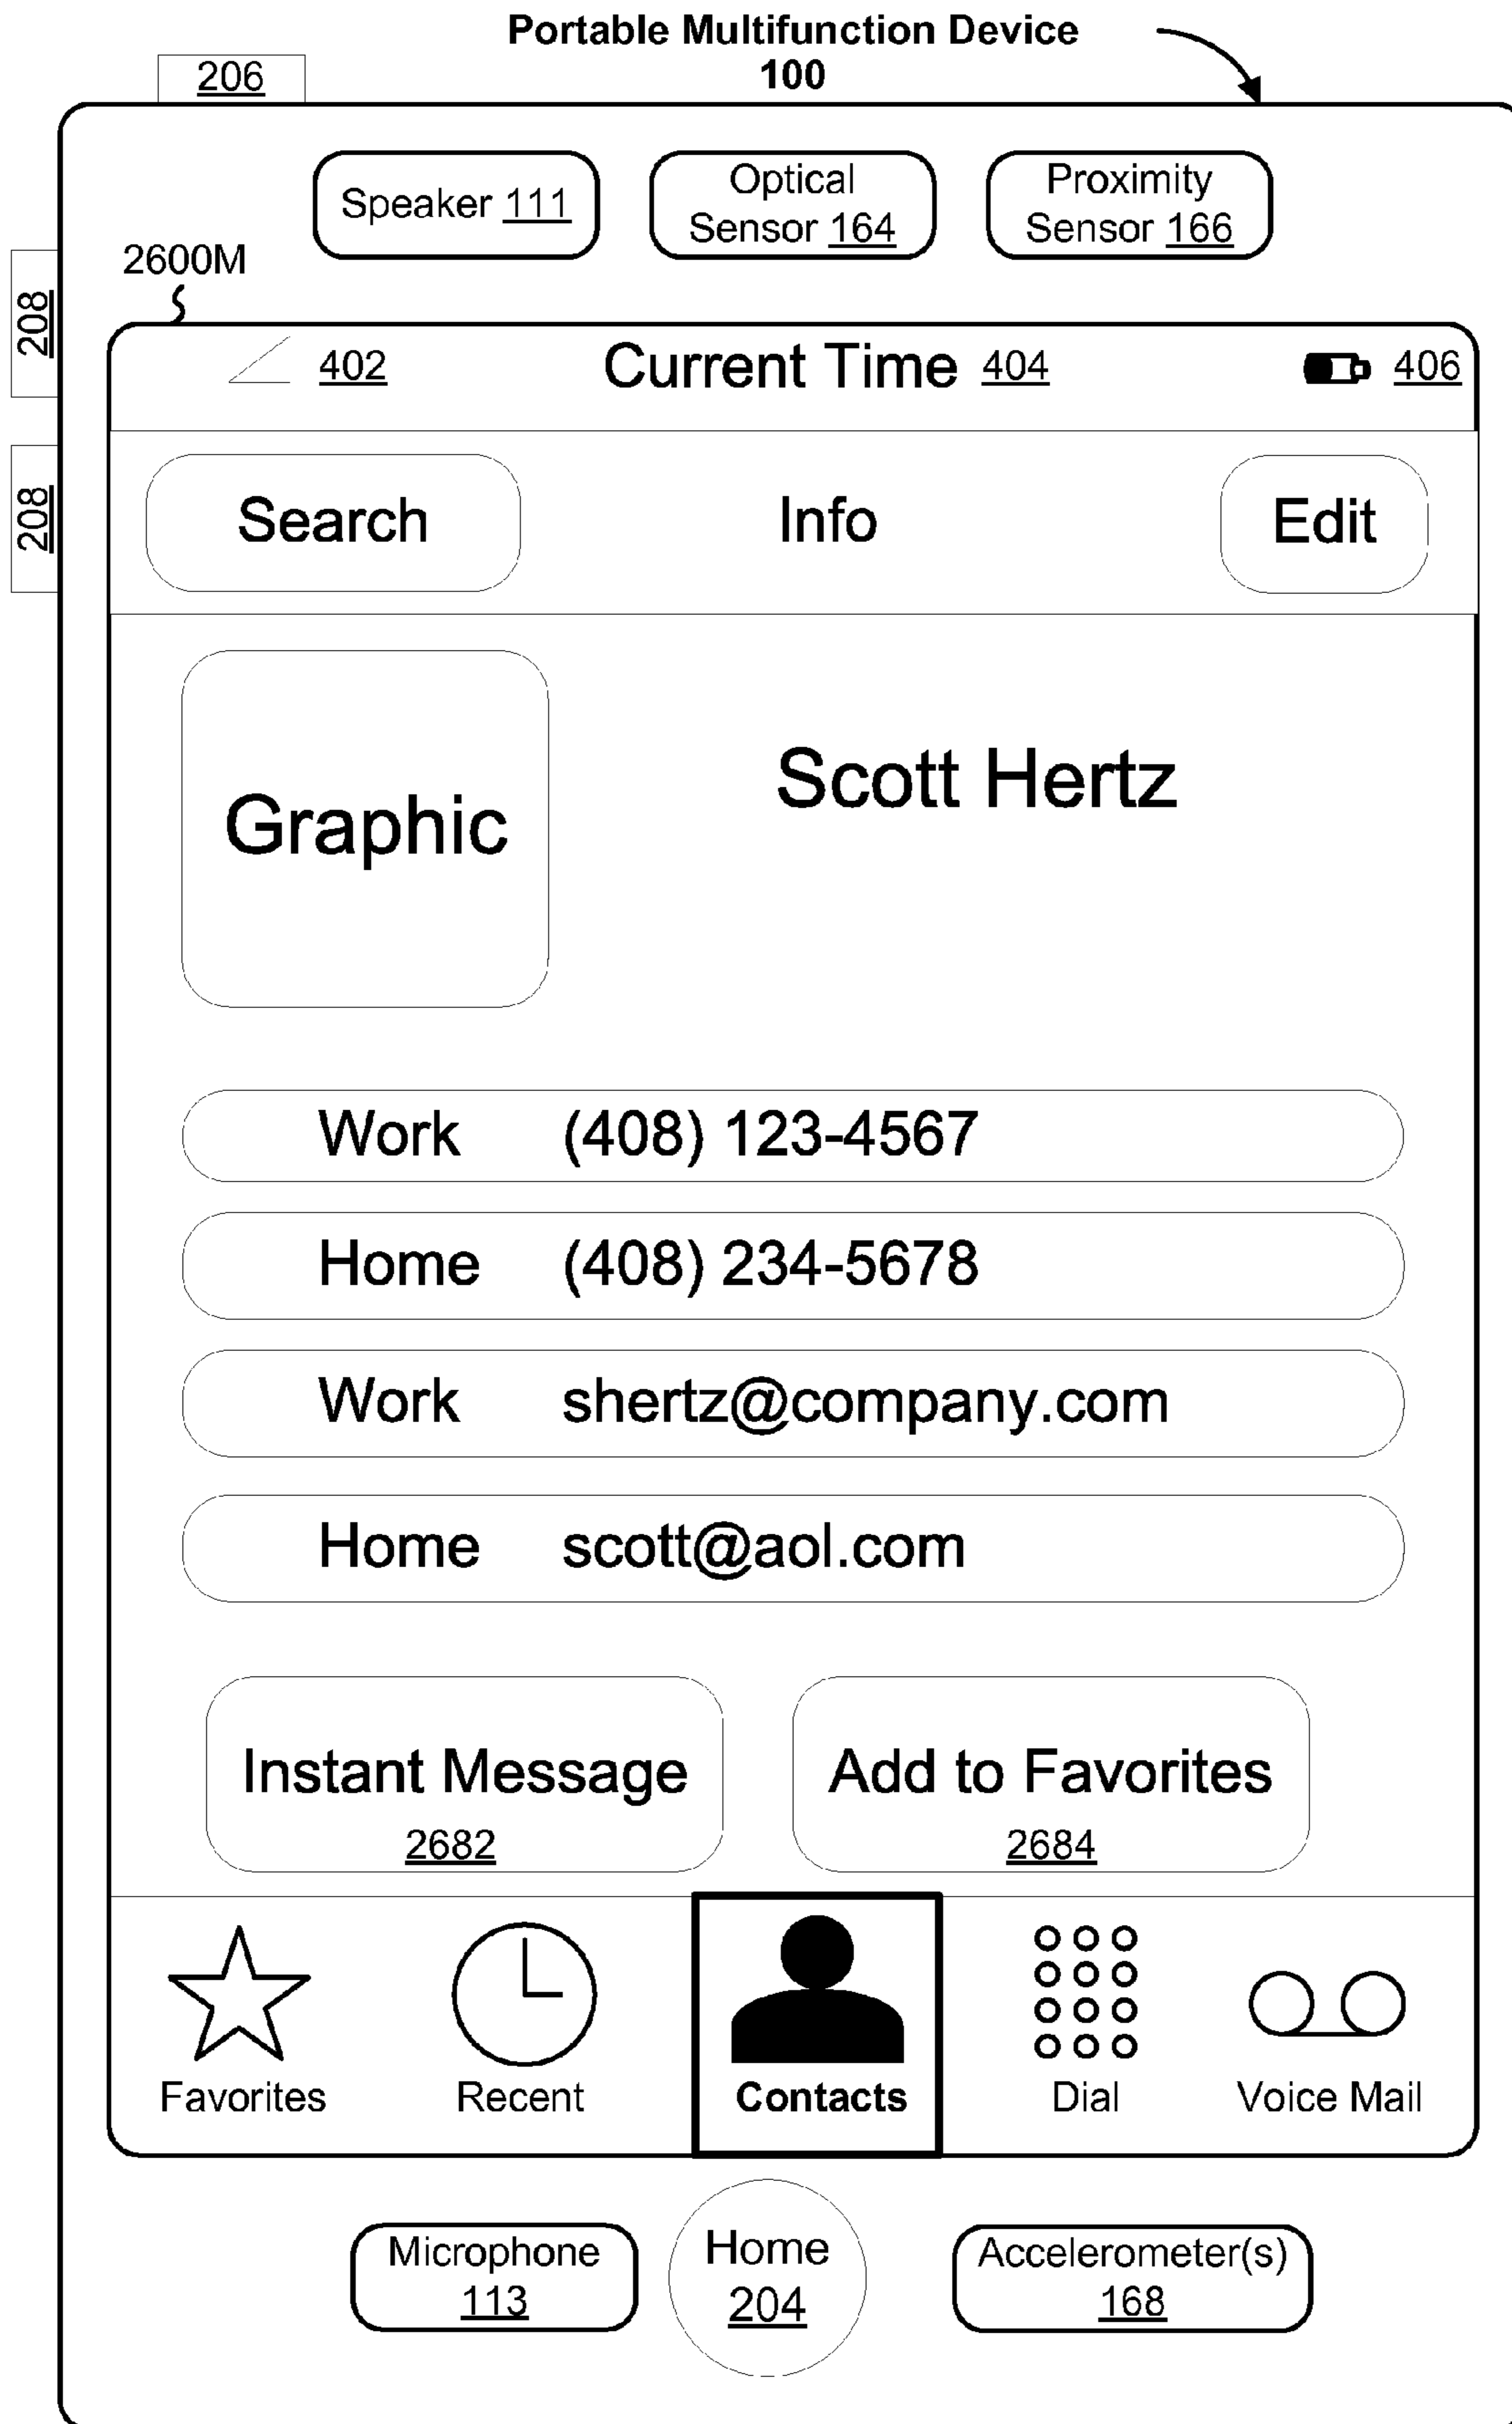 Portable Multifunction Device
100
206
Speaker 111
Optical
Sensor 164
Proximity
Sensor 166
2600M
208
208
402
Current Time 404
406
Search
Info
Edit
Graphic
Scott Hertz
Work (408) 123-4567
Home (408) 234-5678
Work shertz@company.com
Home scott@aol.com
Instant Message
2682
Add to Favorites
2684
Favorites
Recent
Contacts
Dial
Voice Mail
Microphone
113
Home
204
Accelerometer(s)
168